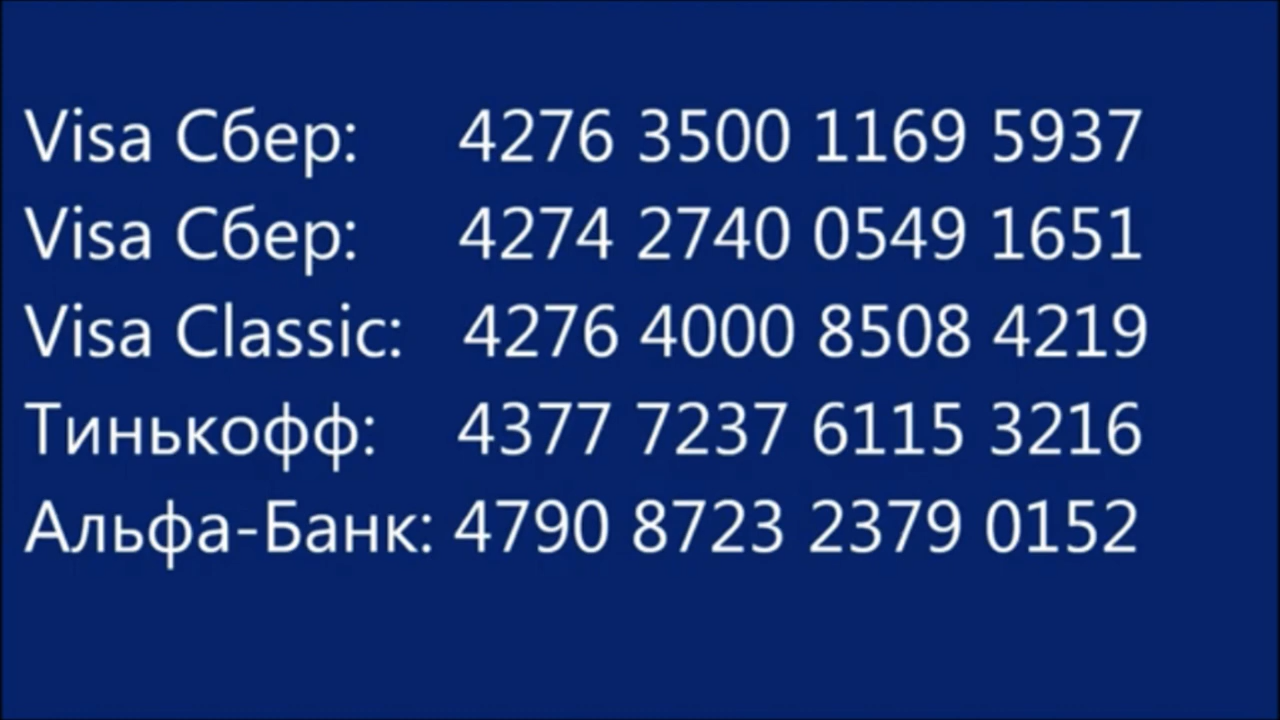 Visa Сбер: 4276 3500 1169 5937
Visa Сбер: 4274 2740 0549 1651
Visa Classic: 4276 4000 8508 4219
Тинькофф: 4377 7237 6115 3216
Альфа-Банк: 4790 8723 2379 0152